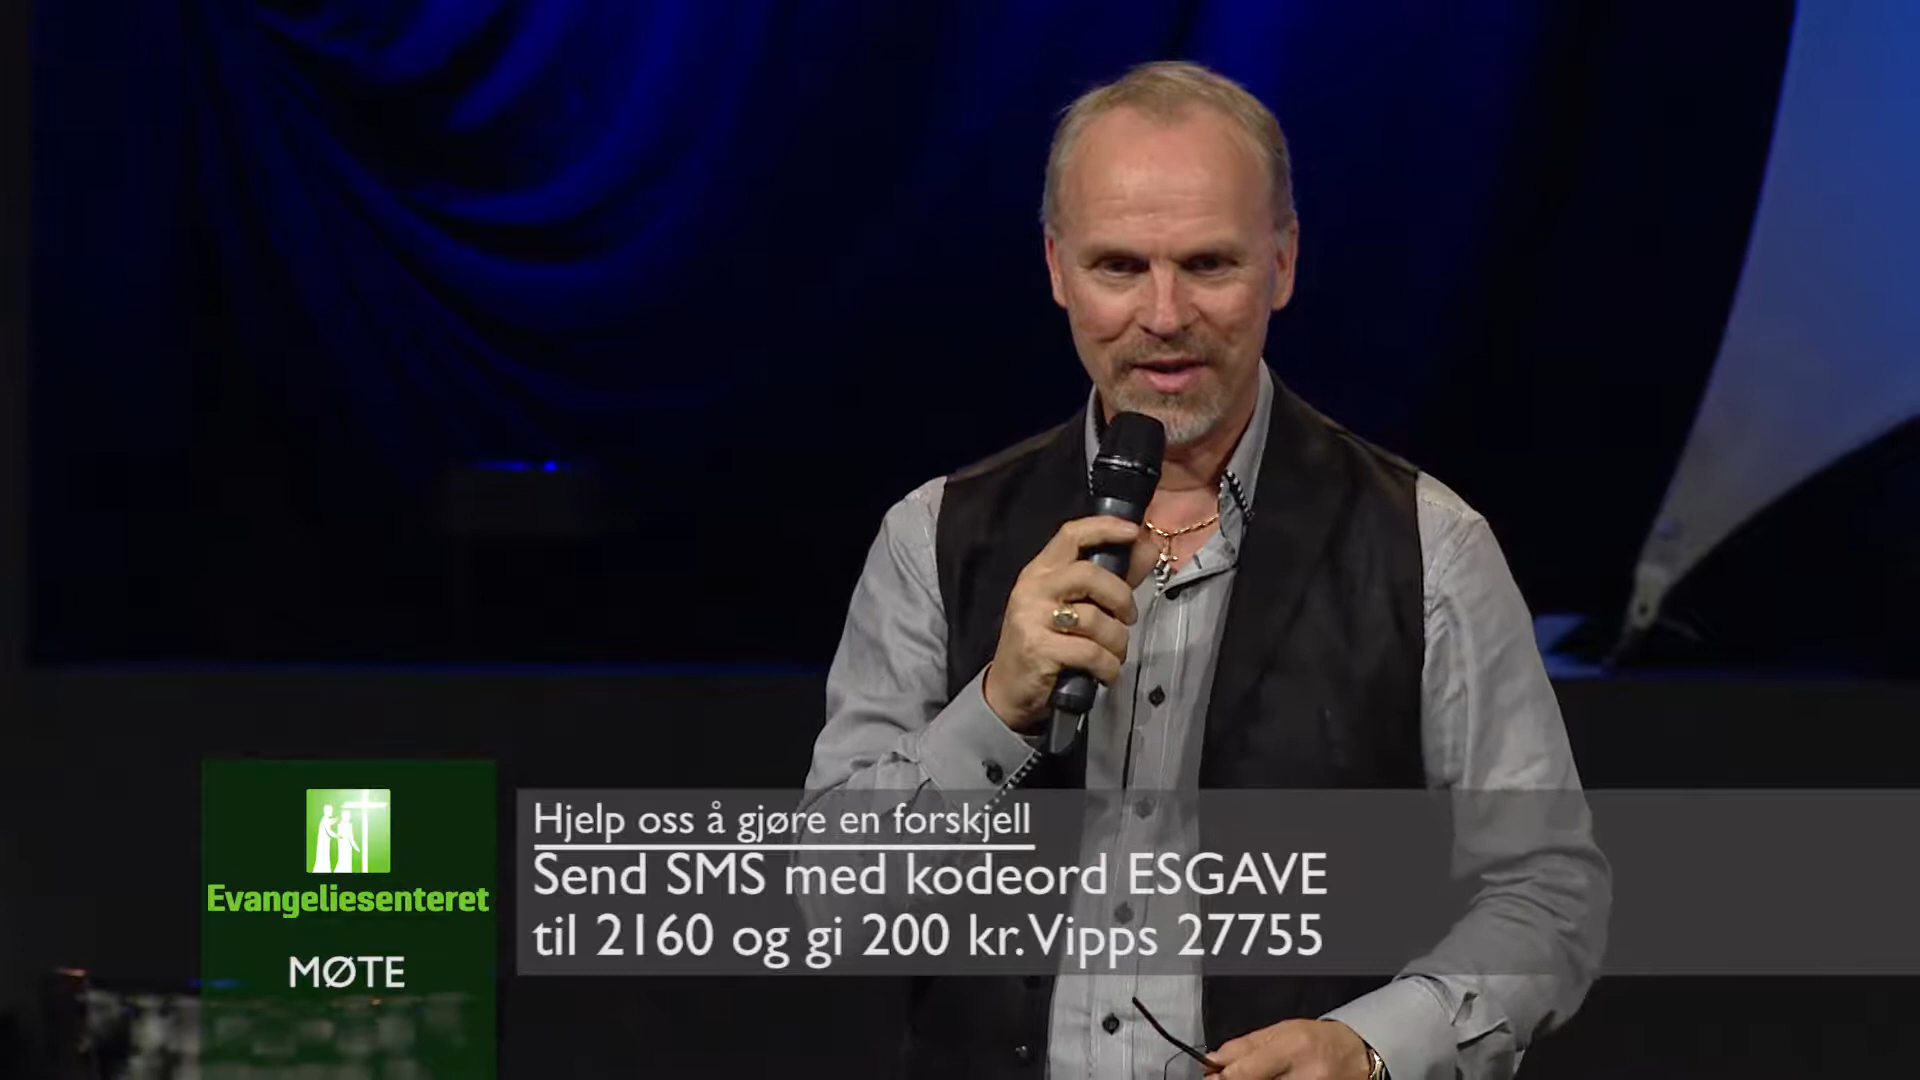 Evangeliesenteret
MØTE
Hjelp oss å gjøre en forskjell
Send SMS med kodeord ESGAVE
til 2160 og gi 200 kr. Vipps 27755